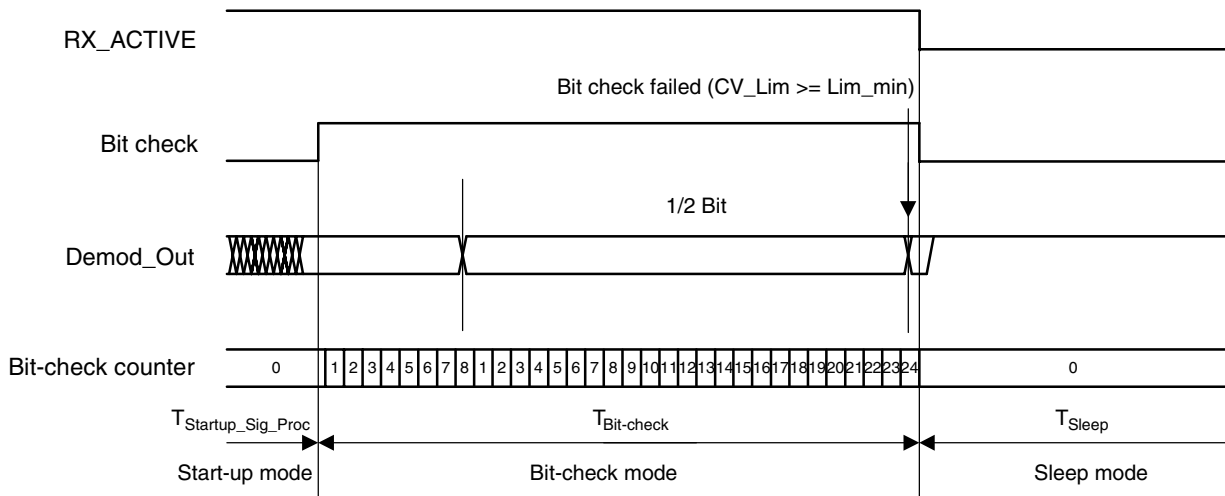 RX_ACTIVE
Bit check failed (CV_Lim >= Lim_min)
Bit check
1/2 Bit
Demod_Out
Bit-check counter 0 1 2 3 4 5 6 7 8 1 2 3 4 5 6 7 8 9 10 11 12 13 14 15 16 17 18 19 20 21 22 23 24 0
TStartup_Sig_Proc TBit-check TSleep
Start-up mode Bit-check mode Sleep mode